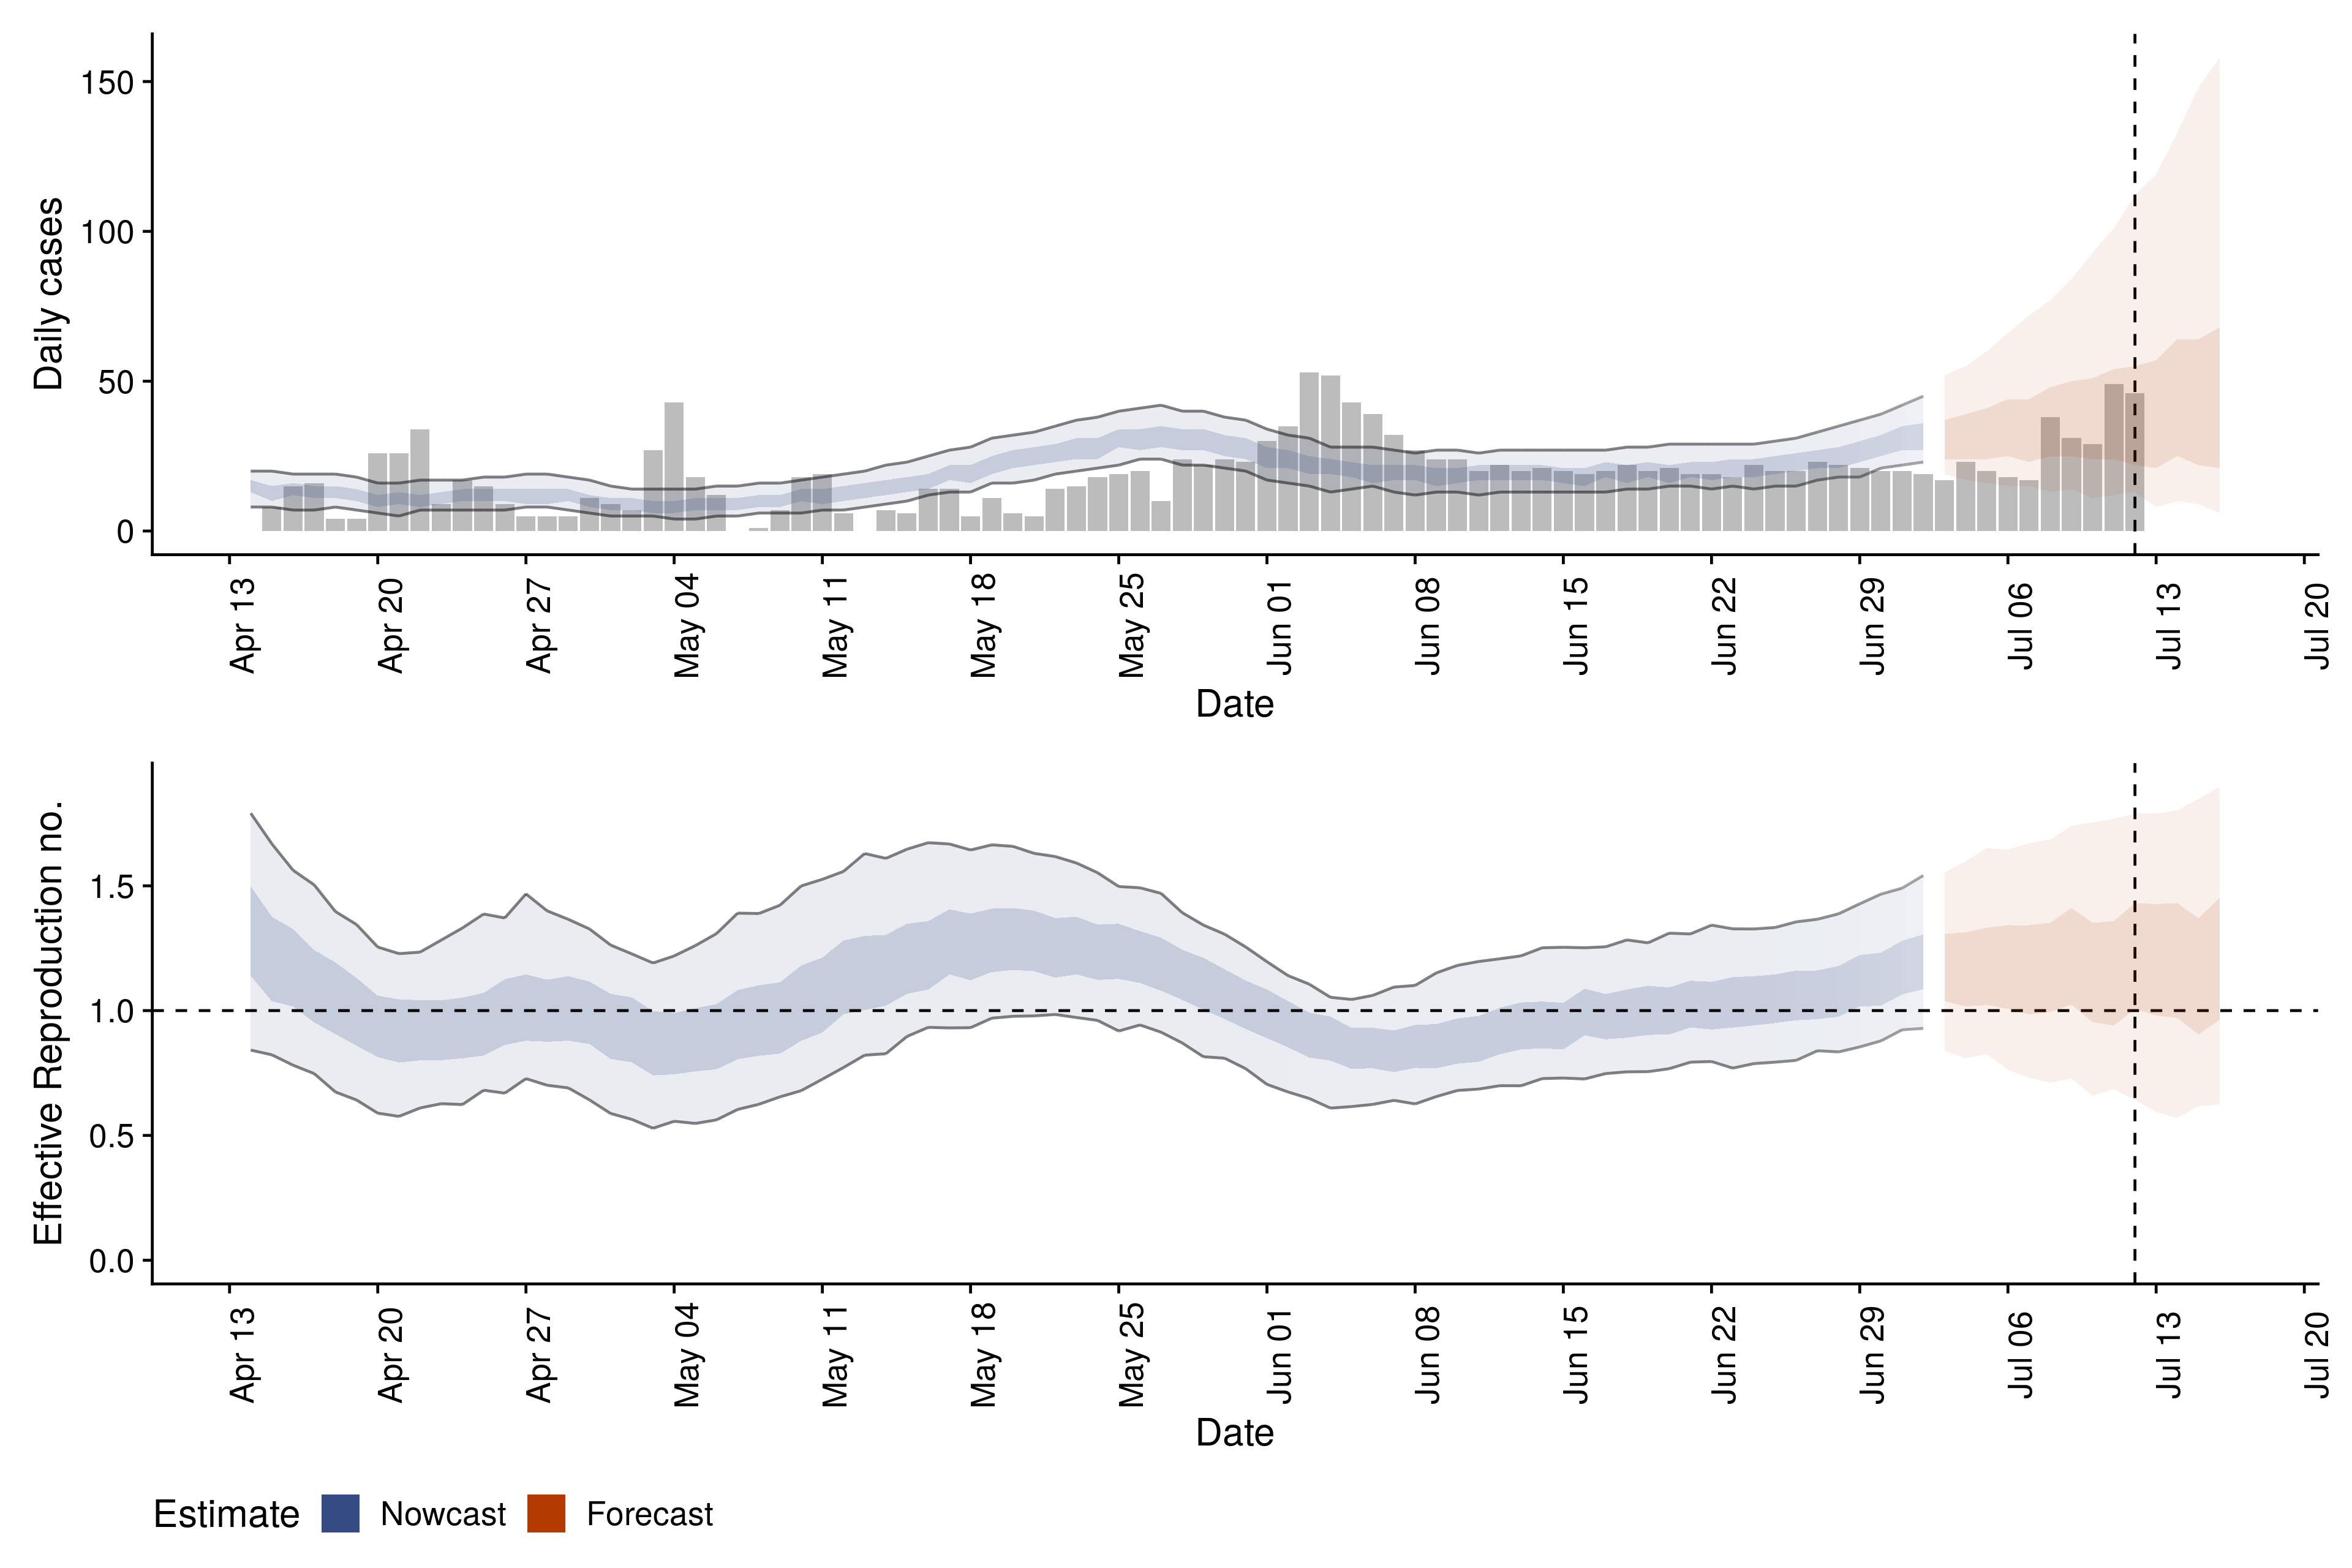 Daily cases
150
100
50
0
Apr 13 Apr 20 Apr 27 May 04 May 11 May 18 May 25 Jun 01 Jun 08 Jun 15 Jun 22 Jun 29 Jul 06 Jul 13 Jul 20
Date
Effective Reproduction no.
1.5
1.0
0.5
0.0
Apr 13 Apr 20 Apr 27 May 04 May 11 May 18 May 25 Jun 01 Jun 08 Jun 15 Jun 22 Jun 29 Jul 06 Jul 13 Jul 20
Date
Estimate Nowcast Forecast